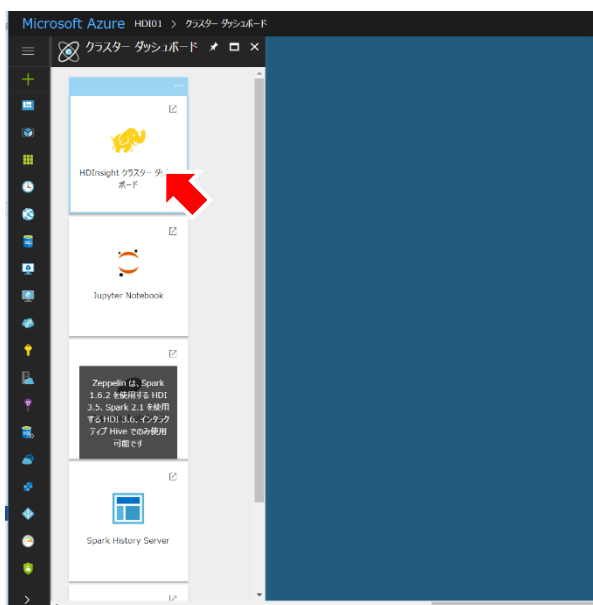 Microsoft Azure HDI01 > クラスター ダッシュボード
クラスター ダッシュボード
HDInsight クラスター
ボード
Jupyter Notebook
Zeppelin は、Spark
1.6.2 を使用する HDI
3.5、Spark 2.1 を使用
する HDI 3.6、インタラク
ティブ Hive でのみ使用
可能です
Spark History Server